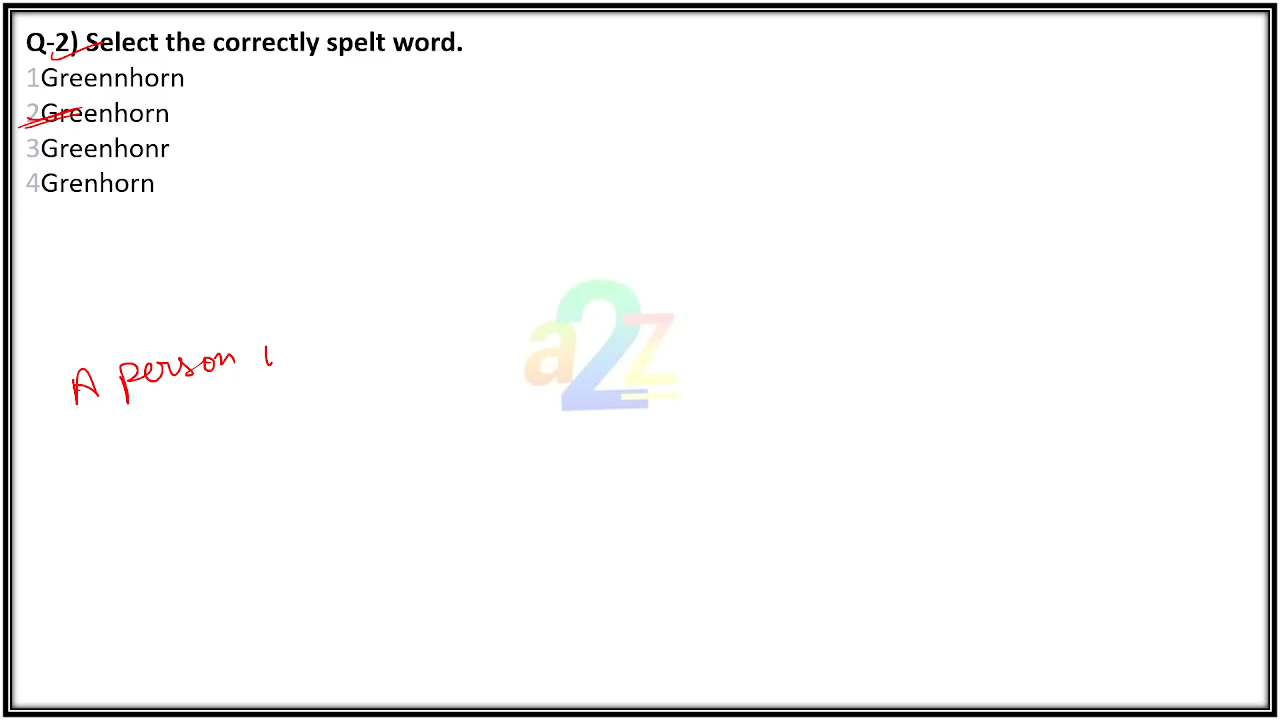 Q-2) Select the correctly spelt word.
1Greennhorn
2Greenhorn
3Greenhonr
4Grenhorn
a2z
A person